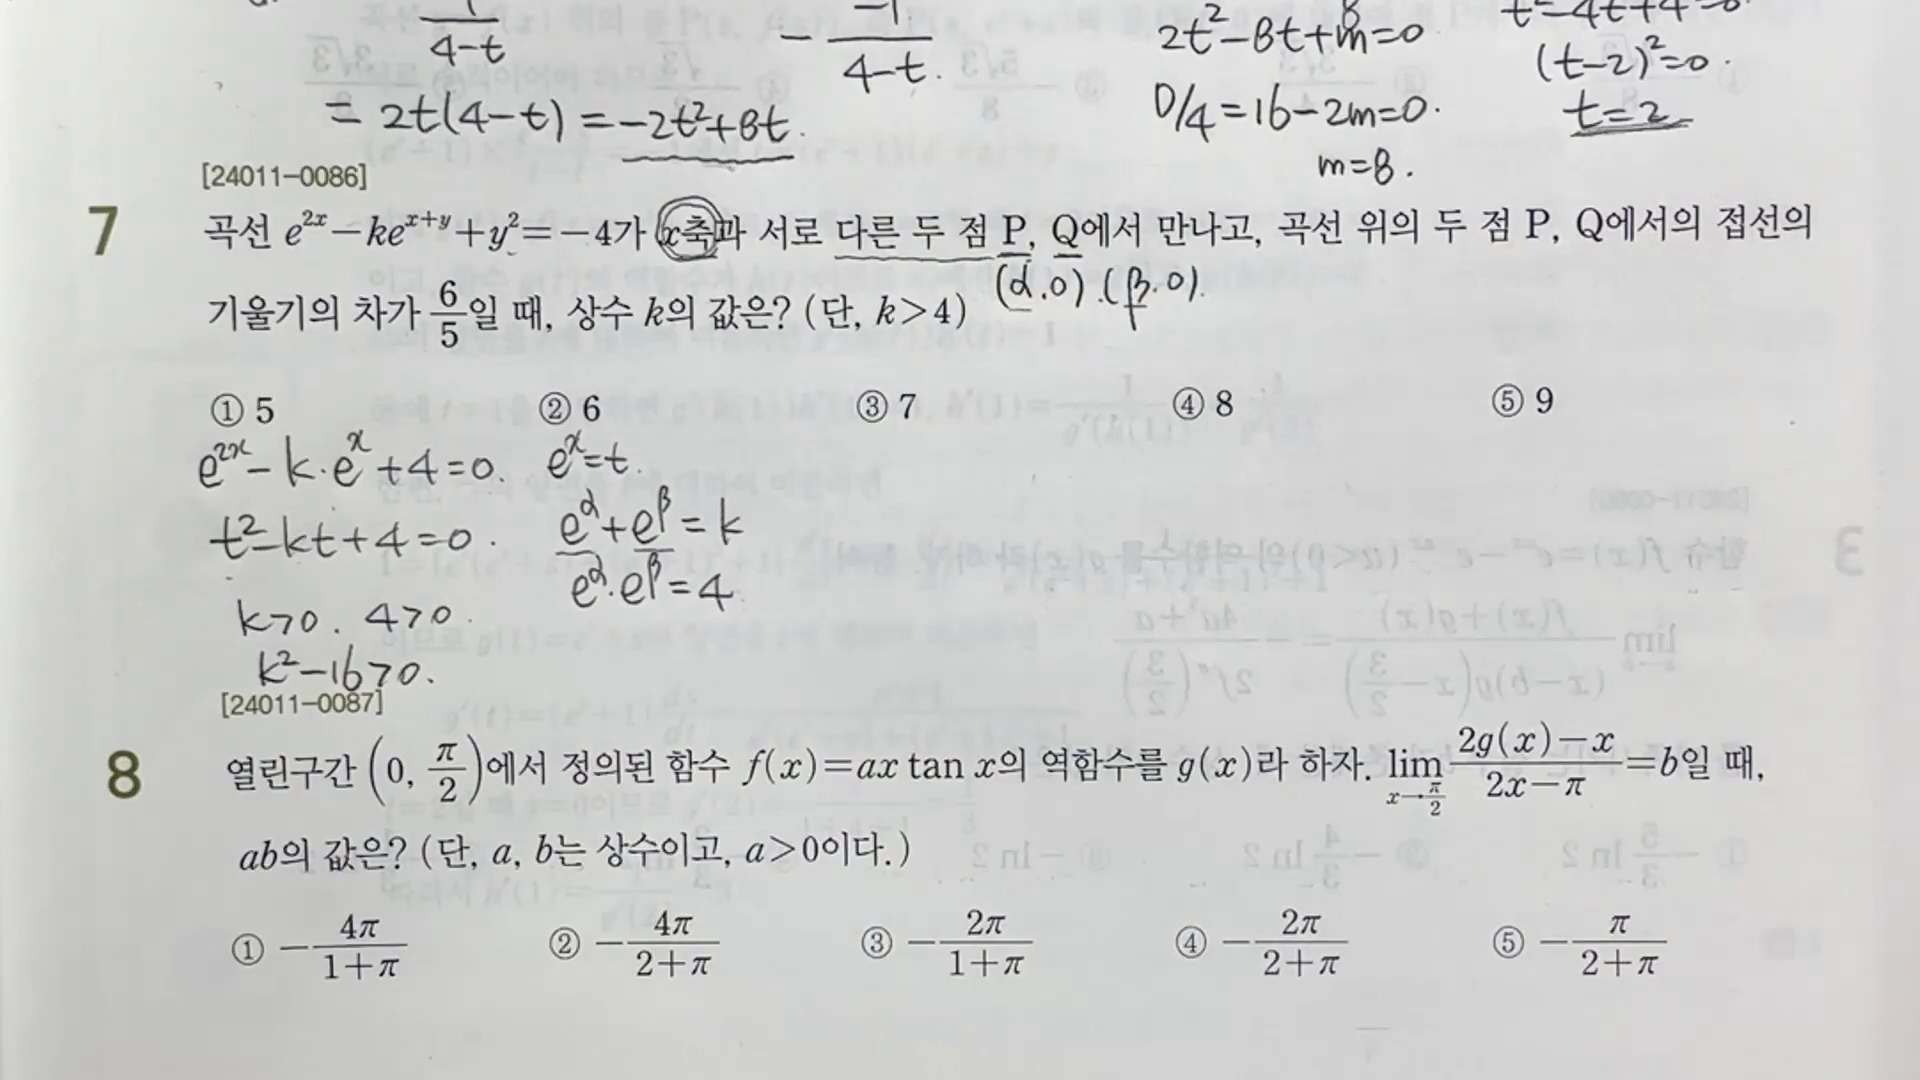 1/(4-t)
-1/(4-t).
2t²-8t+m=0
t²-4t+4=0.
= 2t(4-t) = -2t²+8t.
D/4=16-2m=0.
(t-2)²=0.
t=2
m=8.
[24011-0086]
7 곡선 e^{2x}-ke^{x+y}+y²=-4가 x축과 서로 다른 두 점 P, Q에서 만나고, 곡선 위의 두 점 P, Q에서의 접선의
(α.0).(β.0).
기울기의 차가 6/5일 때, 상수 k의 값은? (단, k>4)
① 5 ② 6 ③ 7 ④ 8 ⑤ 9
e^{2x}-k·e^x+4=0. e^x=t.
t²-kt+4=0. e^α+e^β=k
e^α·e^β=4
k>0. 4>0.
k²-16>0.
[24011-0087]
8 열린구간 (0, π/2)에서 정의된 함수 f(x)=ax tan x의 역함수를 g(x)라 하자. lim_{x→π/2} (2g(x)-x)/(2x-π)=b일 때,
ab의 값은? (단, a, b는 상수이고, a>0이다.)
① -4π/(1+π) ② -4π/(2+π) ③ -2π/(1+π) ④ -2π/(2+π) ⑤ -π/(2+π)